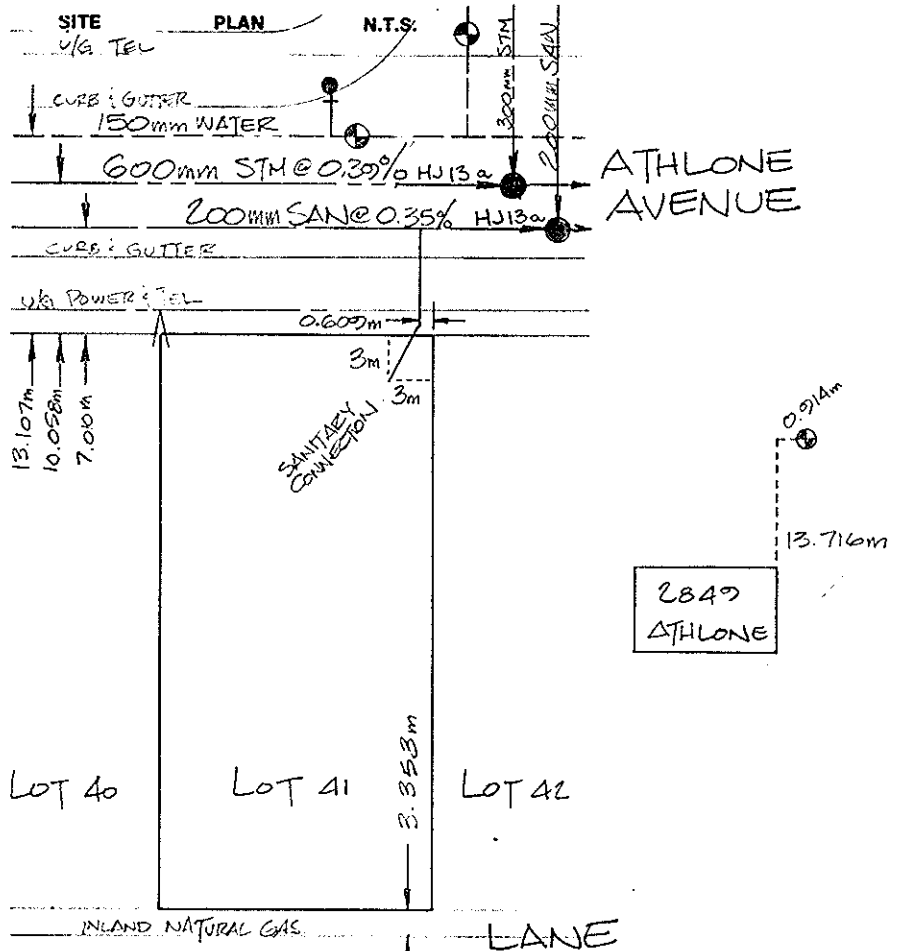 SITE PLAN N.T.S.
U/G TEL
CURB & GUTTER
150mm WATER
300mm STM
200mm SAN
600mm STM @ 0.39% HJ13a
200mm SAN @ 0.35% HJ13a
ATHLONE
AVENUE
CURB & GUTTER
U/G POWER & TEL
0.609m
3m
3m
SANITARY
CONNECTION
13.107m
10.058m
7.010m
0.914m
13.716m
2849
ATHLONE
3.353m
LOT 40
LOT 41
LOT 42
INLAND NATURAL GAS
LANE